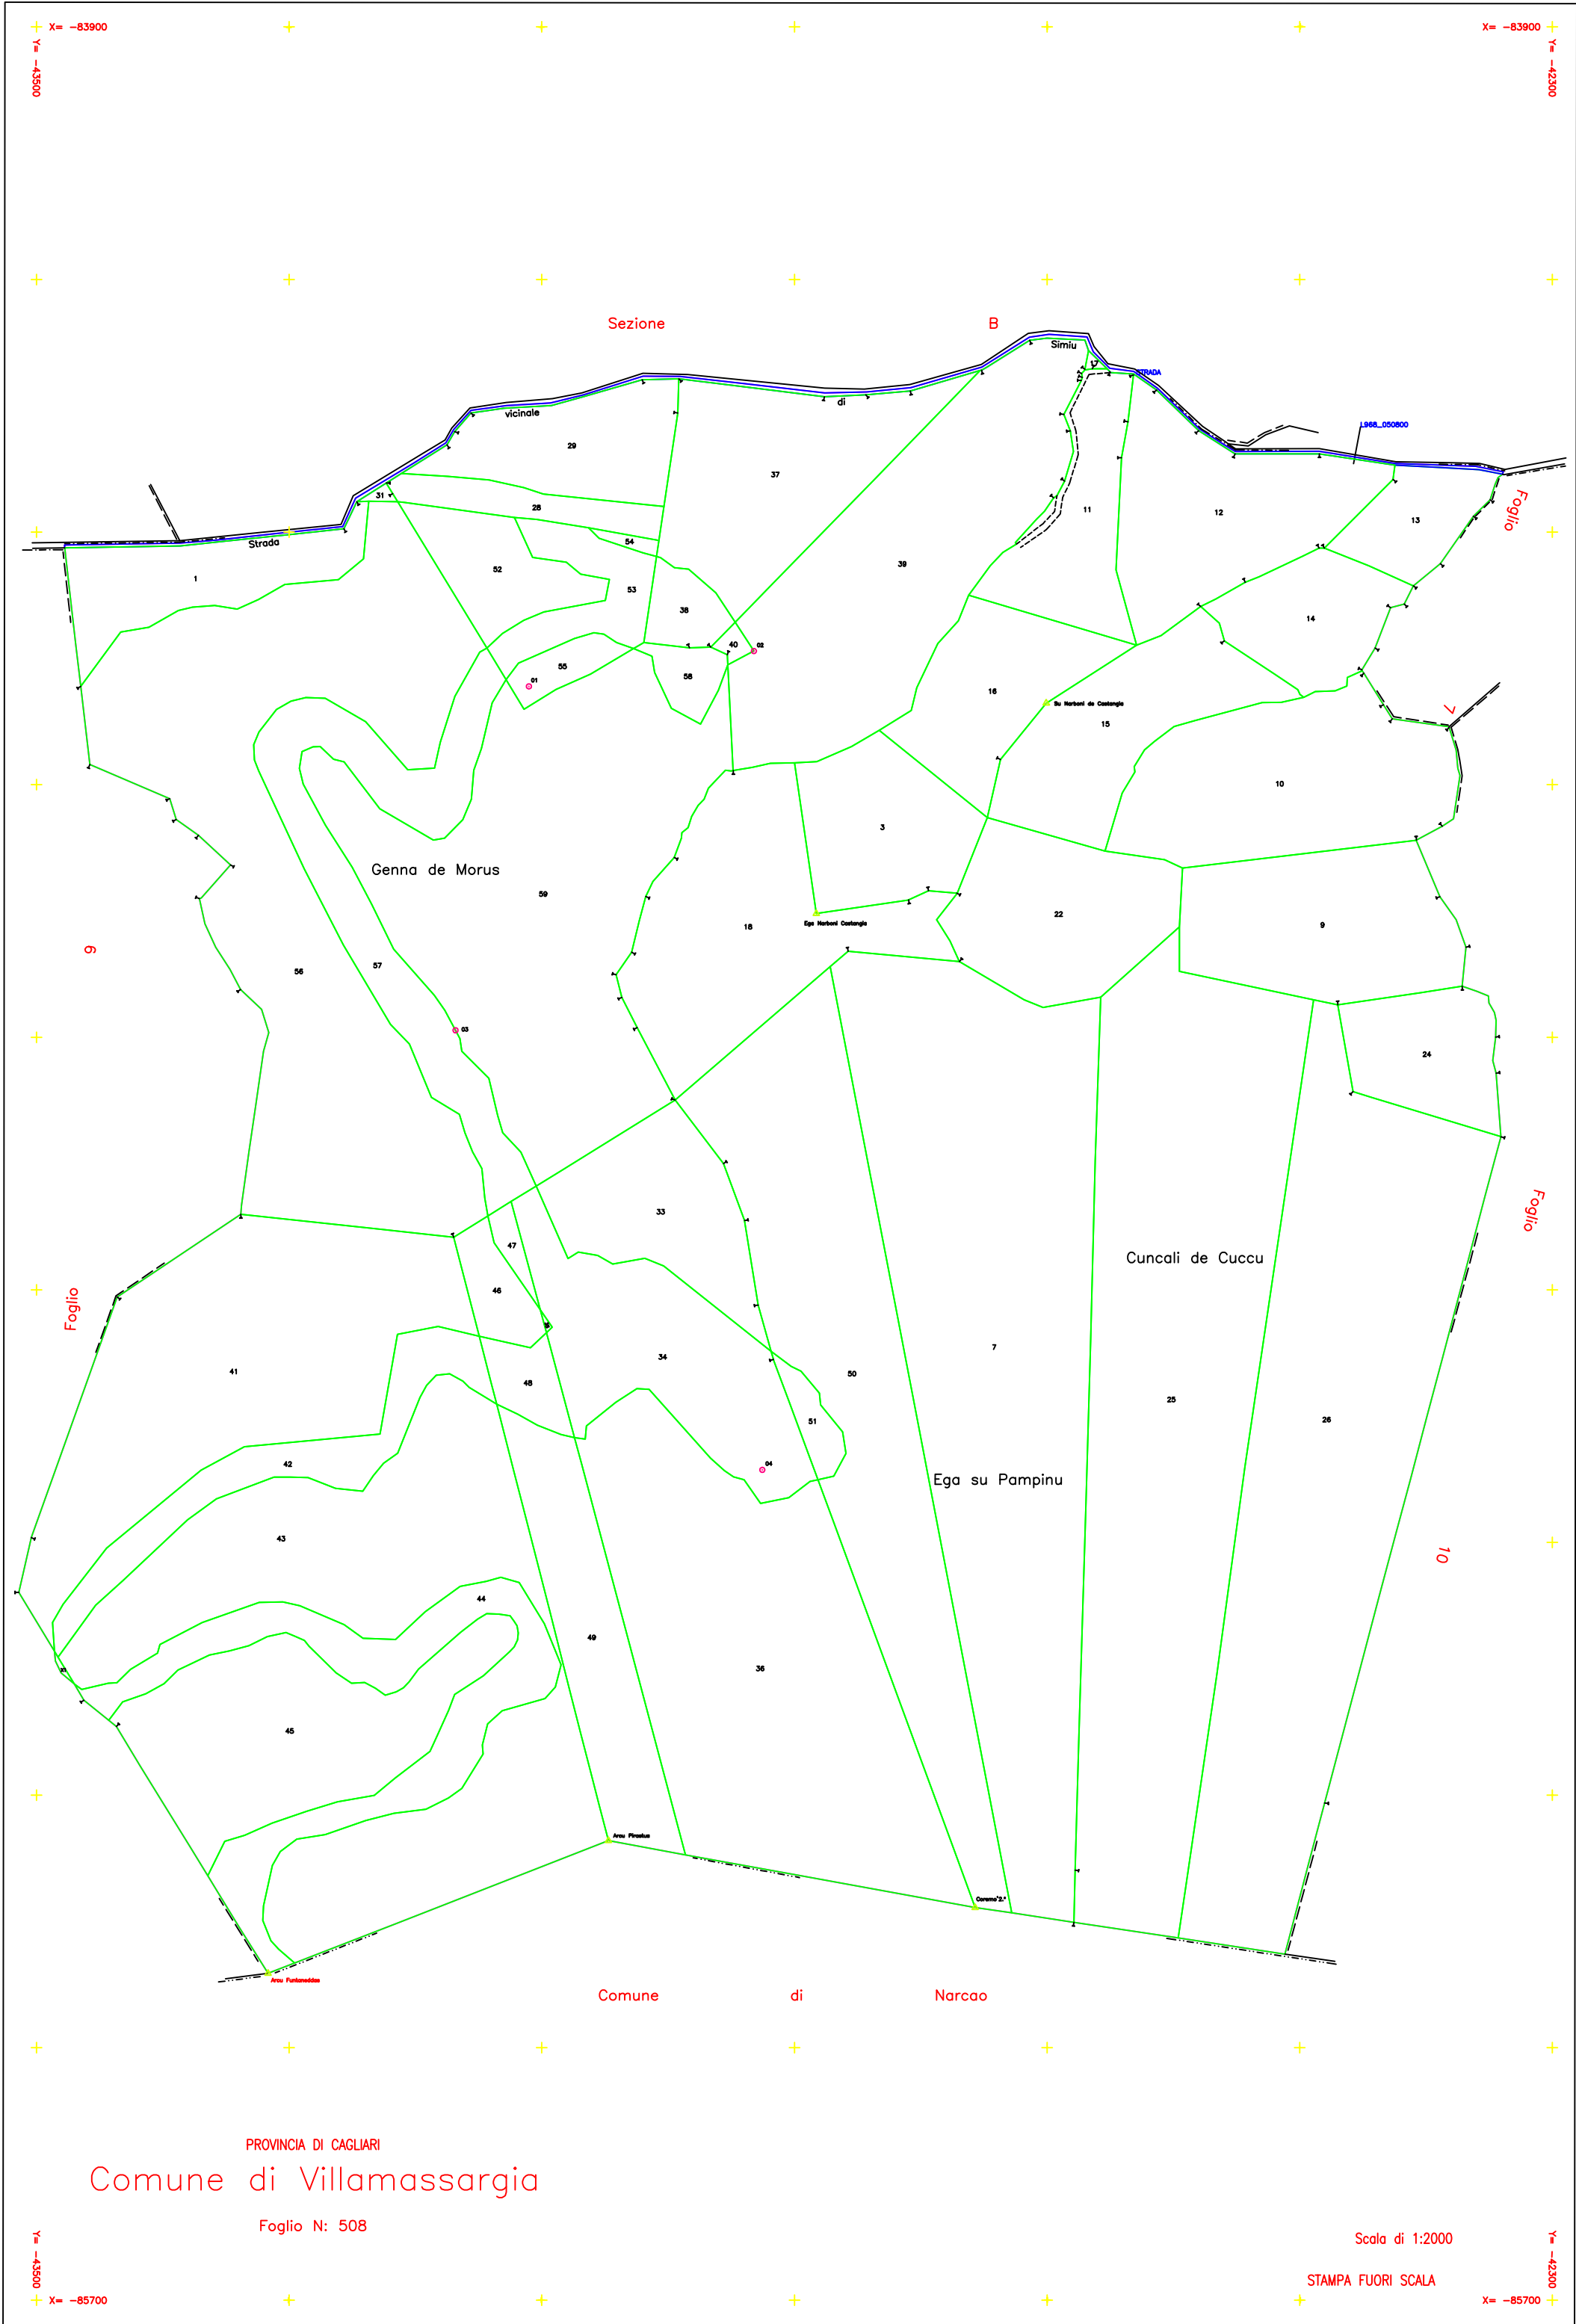 X= -83900
X= -83900
Y= -43500
Y= -42300
Sezione B
Simiu
17
STRADA
di
vicinale
L968_050800
29
37
31
28
12
13
Foglio
11
Strada
54
39
1
52
53
38
14
40
02
55
01
58
16
Su Narboni de Castangia
7
15
10
3
Genna de Morus
59
18
Ega Narboni Castangia
22
9
6
56
57
03
24
33
Foglio
47
Cuncali de Cuccu
46
Foglio
34
7
41
50
48
25
51
26
42
04
Ega su Pampinu
43
10
44
49
36
45
Arcu Pirastus
Arcu Funtaneddas
Comune di Narcao
PROVINCIA DI CAGLIARI
Comune di Villamassargia
Foglio N: 508
Scala di 1:2000
STAMPA FUORI SCALA
Y= -43500
Y= -42300
X= -85700
X= -85700